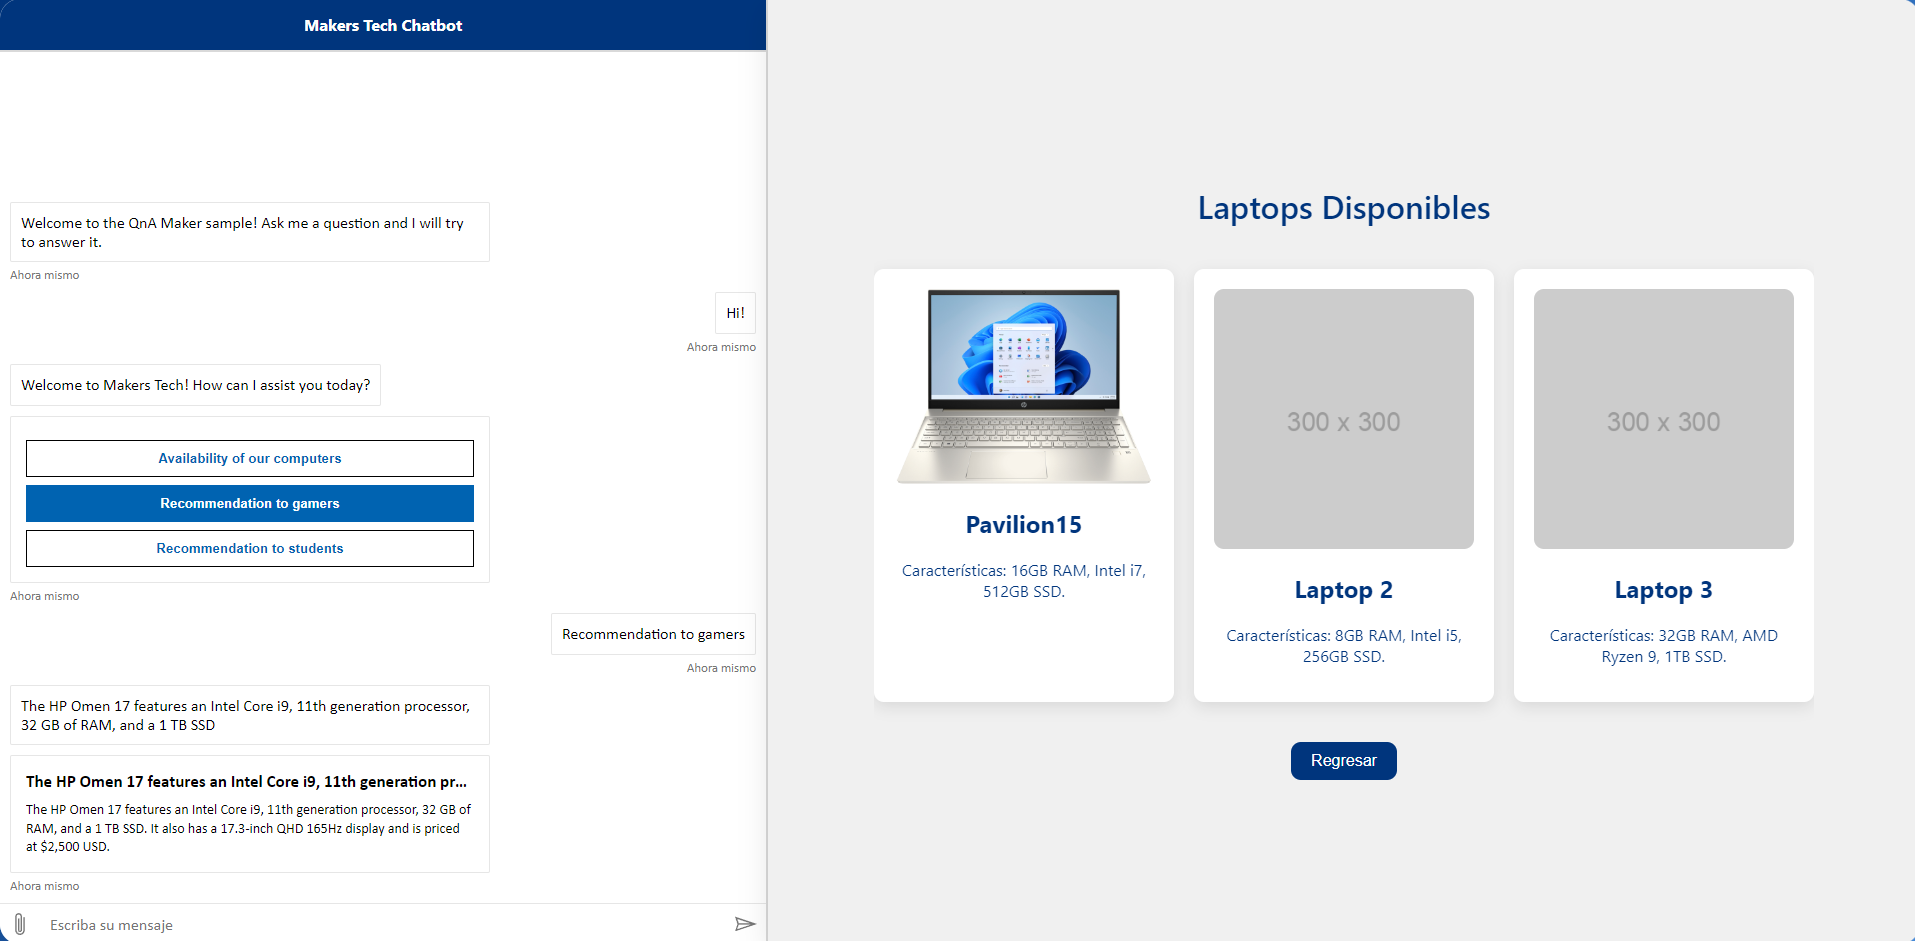 Makers Tech Chatbot
Welcome to the QnA Maker sample! Ask me a question and I will try
to answer it.
Ahora mismo
Hi!
Ahora mismo
Welcome to Makers Tech! How can I assist you today?
Availability of our computers
Recommendation to gamers
Recommendation to students
Ahora mismo
Recommendation to gamers
Ahora mismo
The HP Omen 17 features an Intel Core i9, 11th generation processor,
32 GB of RAM, and a 1 TB SSD
The HP Omen 17 features an Intel Core i9, 11th generation pr...
The HP Omen 17 features an Intel Core i9, 11th generation processor, 32 GB of
RAM, and a 1 TB SSD. It also has a 17.3-inch QHD 165Hz display and is priced
at $2,500 USD.
Ahora mismo
Escriba su mensaje
Laptops Disponibles
Pavilion15
Características: 16GB RAM, Intel i7,
512GB SSD.
300 x 300
Laptop 2
Características: 8GB RAM, Intel i5,
256GB SSD.
300 x 300
Laptop 3
Características: 32GB RAM, AMD
Ryzen 9, 1TB SSD.
Regresar